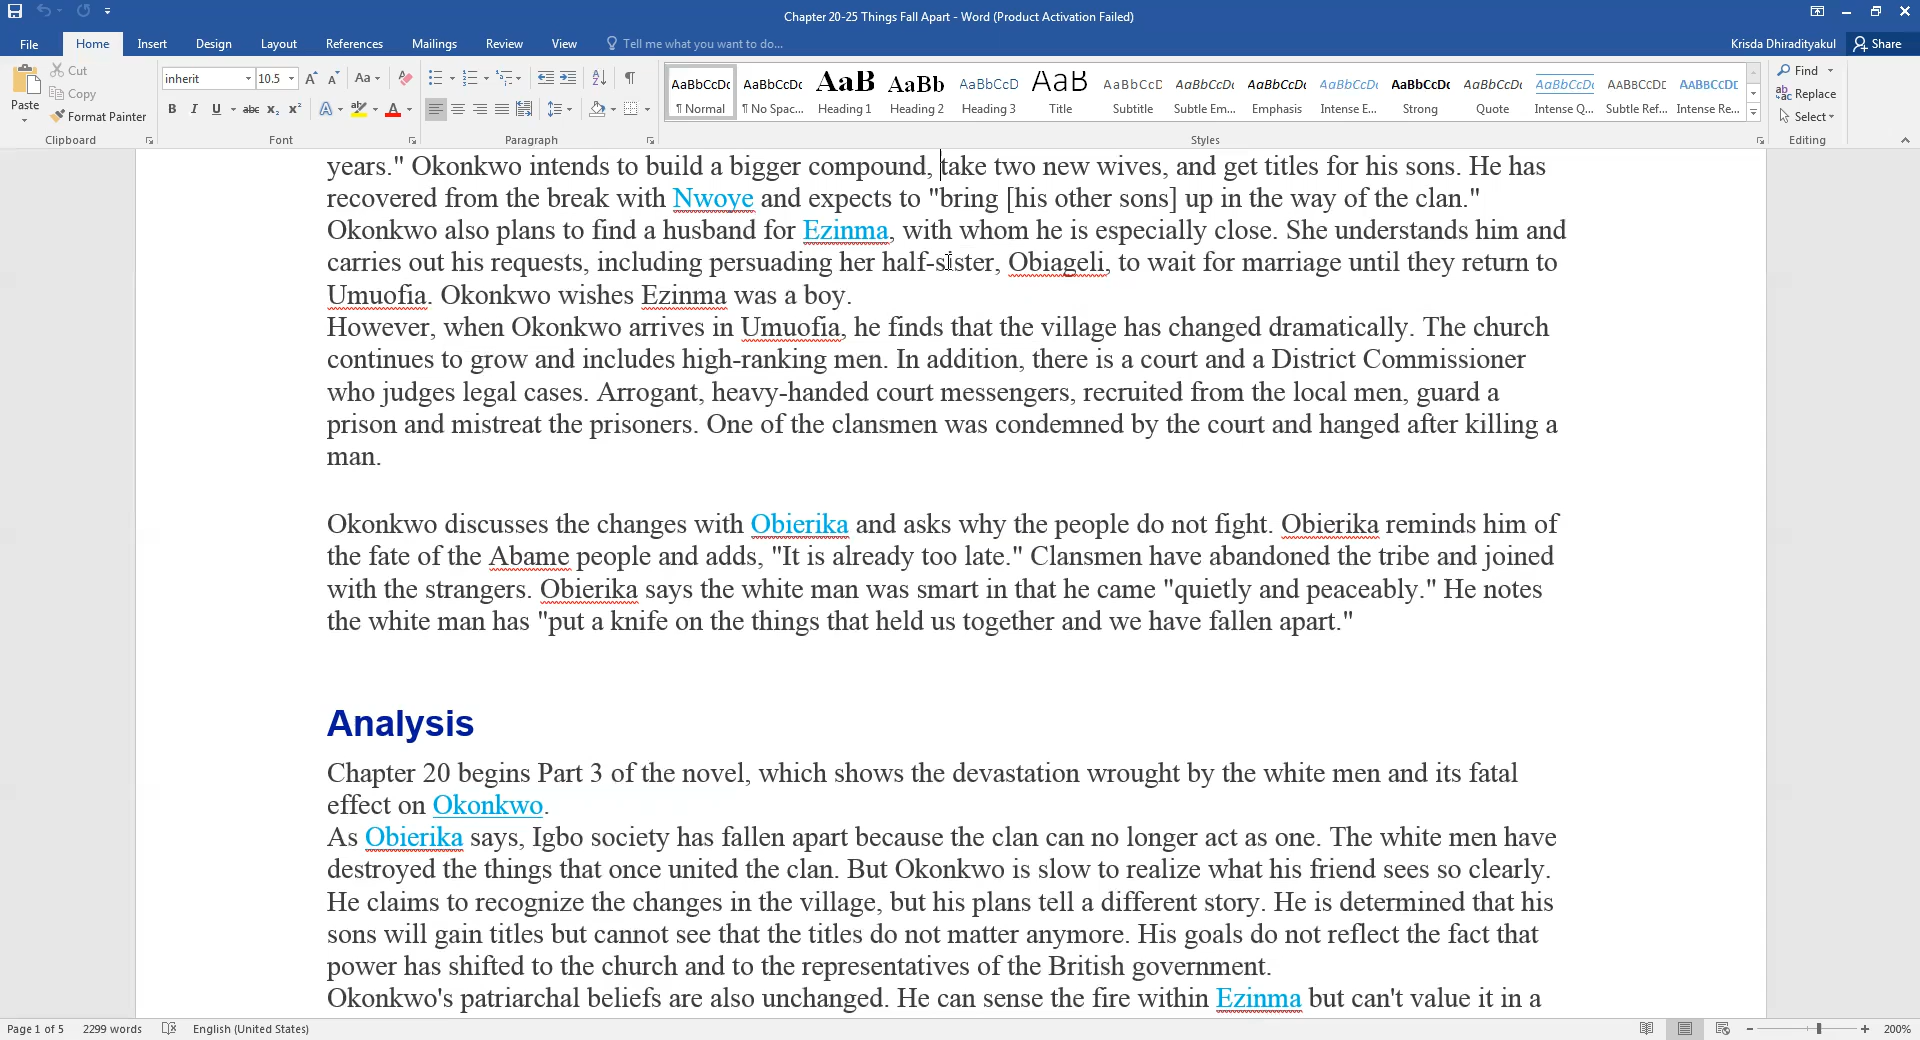 Chapter 20-25 Things Fall Apart - Word (Product Activation Failed)
File Home Insert Design Layout References Mailings Review View Tell me what you want to do... Krisda Dhiradityakul Share
Paste Cut Copy Format Painter
Clipboard
inherit 10.5 Aa
B I U abc x₂ x² A A
Font
Paragraph
AaBbCcDc AaBbCcDc AaB AaBb AaBbCcD AaB AaBbCcD AaBbCcDc AaBbCcDc AaBbCcDc AaBbCcDc AaBbCcDc AaBbCcDc AABBCCDC AABBCCDC
¶ Normal ¶ No Spac... Heading 1 Heading 2 Heading 3 Title Subtitle Subtle Em... Emphasis Intense E... Strong Quote Intense Q... Subtle Ref... Intense Re...
Styles
Find
Replace
Select
Editing
years." Okonkwo intends to build a bigger compound, take two new wives, and get titles for his sons. He has
recovered from the break with Nwoye and expects to "bring [his other sons] up in the way of the clan."
Okonkwo also plans to find a husband for Ezinma, with whom he is especially close. She understands him and
carries out his requests, including persuading her half-sister, Obiageli, to wait for marriage until they return to
Umuofia. Okonkwo wishes Ezinma was a boy.
However, when Okonkwo arrives in Umuofia, he finds that the village has changed dramatically. The church
continues to grow and includes high-ranking men. In addition, there is a court and a District Commissioner
who judges legal cases. Arrogant, heavy-handed court messengers, recruited from the local men, guard a
prison and mistreat the prisoners. One of the clansmen was condemned by the court and hanged after killing a
man.
Okonkwo discusses the changes with Obierika and asks why the people do not fight. Obierika reminds him of
the fate of the Abame people and adds, "It is already too late." Clansmen have abandoned the tribe and joined
with the strangers. Obierika says the white man was smart in that he came "quietly and peaceably." He notes
the white man has "put a knife on the things that held us together and we have fallen apart."
Analysis
Chapter 20 begins Part 3 of the novel, which shows the devastation wrought by the white men and its fatal
effect on Okonkwo.
As Obierika says, Igbo society has fallen apart because the clan can no longer act as one. The white men have
destroyed the things that once united the clan. But Okonkwo is slow to realize what his friend sees so clearly.
He claims to recognize the changes in the village, but his plans tell a different story. He is determined that his
sons will gain titles but cannot see that the titles do not matter anymore. His goals do not reflect the fact that
power has shifted to the church and to the representatives of the British government.
Okonkwo's patriarchal beliefs are also unchanged. He can sense the fire within Ezinma but can't value it in a
Page 1 of 5 2299 words English (United States) 200%